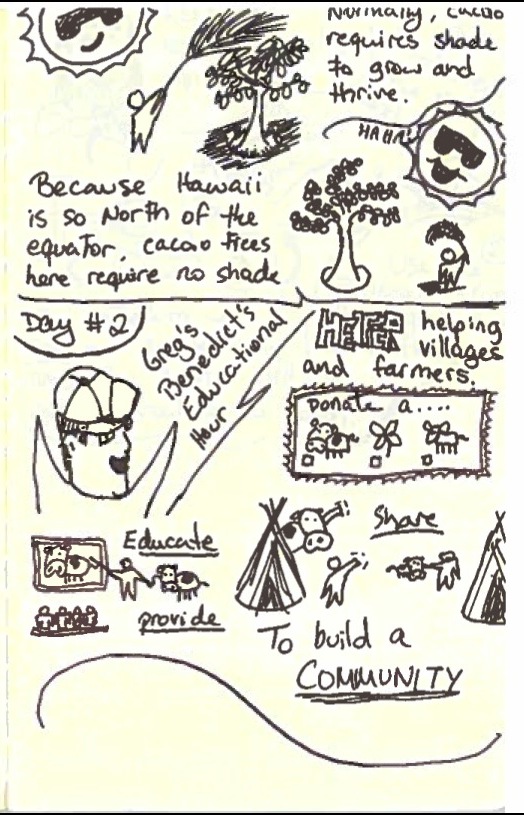 Normally, cacao
requires shade
to grow and
thrive.
HAHA!
Because Hawaii
is so North of the
equator, cacao trees
here require no shade
Day #2
Greg's
Benedict's
Educational
Hour
HEIFER helping
villages
and farmers.
Donate a....
Educate
provide
Share
To build a
COMMUNITY